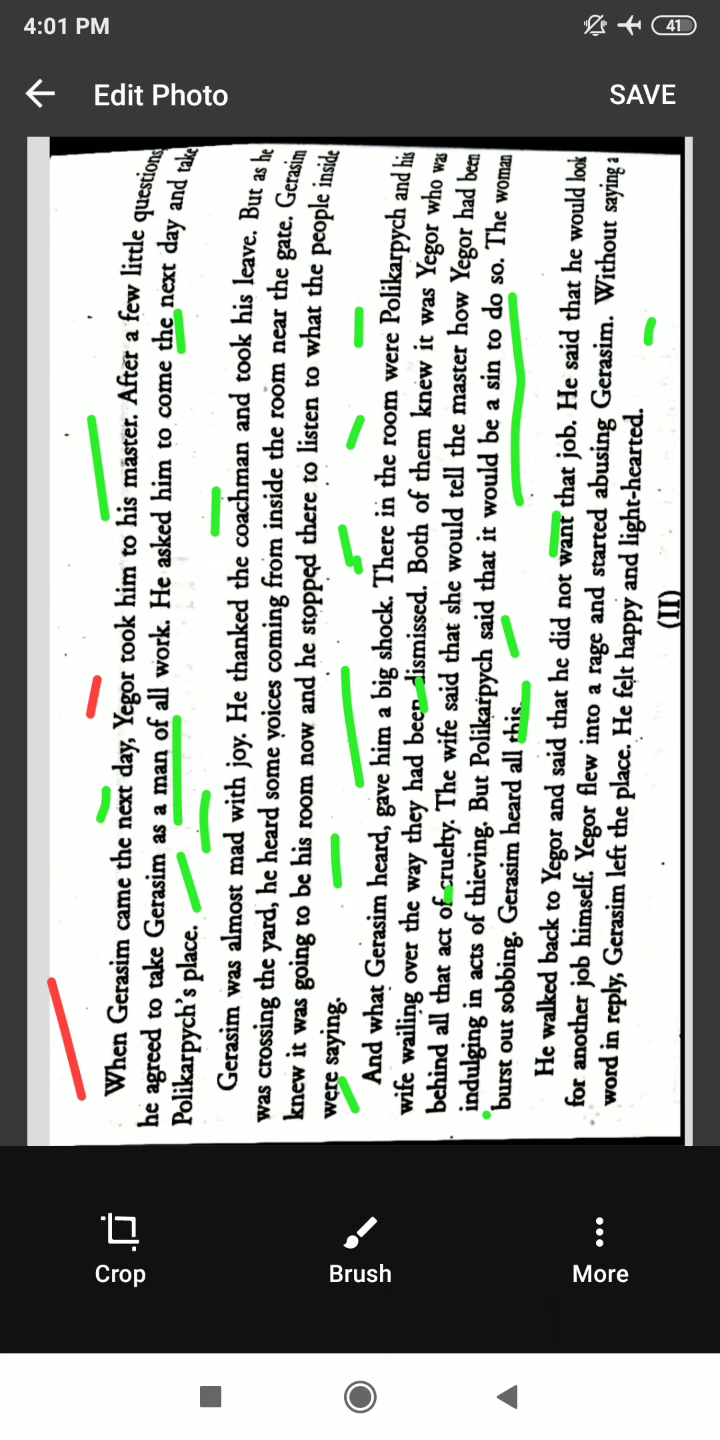 4:01 PM
41
Edit Photo
SAVE
When Gerasim came the next day, Yegor took him to his master. After a few little questions
he agreed to take Gerasim as a man of all work. He asked him to come the next day and take
Polikarpych's place.
Gerasim was almost mad with joy. He thanked the coachman and took his leave. But as he
was crossing the yard, he heard some voices coming from inside the room near the gate. Gerasim
knew it was going to be his room now and he stopped there to listen to what the people inside
were saying.
And what Gerasim heard, gave him a big shock. There in the room were Polikarpych and his
wife wailing over the way they had been dismissed. Both of them knew it was Yegor who was
behind all that act of cruelty. The wife said that she would tell the master how Yegor had been
indulging in acts of thieving. But Polikarpych said that it would be a sin to do so. The woman
burst out sobbing. Gerasim heard all this.
He walked back to Yegor and said that he did not want that job. He said that he would look
for another job himself. Yegor flew into a rage and started abusing Gerasim. Without saying a
word in reply, Gerasim left the place. He felt happy and light-hearted.
(II)
Crop
Brush
More